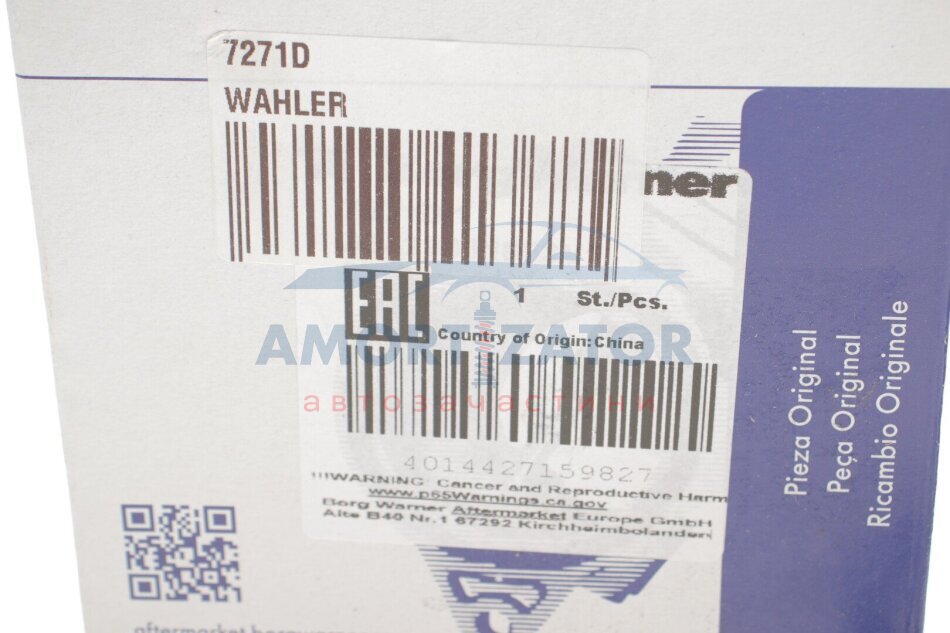 7271D
WAHLER
ner
EAC
1 St./Pcs.
Country of Origin: China
AMORTIZATOR
автозапчастини
4014427159827
!!!WARNING: Cancer and Reproductive Harm
www.p65Warnings.ca.gov
Borg Warner Aftermarket Europe GmbH
Alte B40 Nr.1 67292 Kirchheimbolanden
Pieza Original
Peça Original
Ricambio Originale